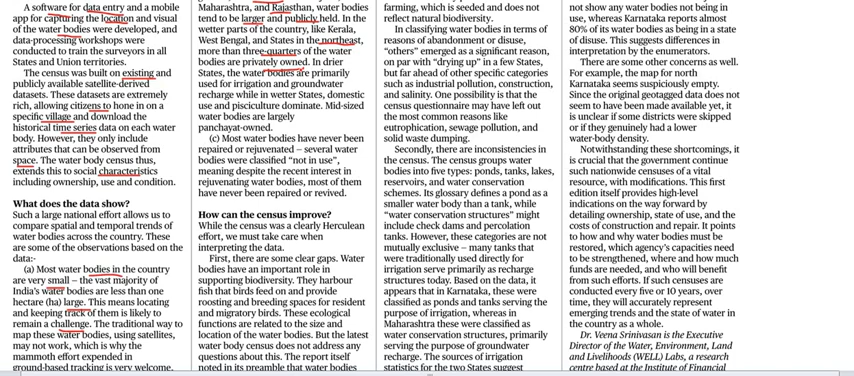 A software for data entry and a mobile
app for capturing the location and visual
of the water bodies were developed, and
data-processing workshops were
conducted to train the surveyors in all
States and Union territories.
The census was built on existing and
publicly available satellite-derived
datasets. These datasets are extremely
rich, allowing citizens to hone in on a
specific village and download the
historical time series data on each water
body. However, they only include
attributes that can be observed from
space. The water body census thus,
extends this to social characteristics
including ownership, use and condition.
What does the data show?
Such a large national effort allows us to
compare spatial and temporal trends of
water bodies across the country. These
are some of the observations based on the
data:-
(a) Most water bodies in the country
are very small – the vast majority of
India's water bodies are less than one
hectare (ha) large. This means locating
and keeping track of them is likely to
remain a challenge. The traditional way to
map these water bodies, using satellites,
may not work, which is why the
mammoth effort expended in
ground-based tracking is very welcome.
Maharashtra, and Rajasthan, water bodies
tend to be larger and publicly held. In the
wetter parts of the country, like Kerala,
West Bengal, and States in the northeast,
more than three-quarters of the water
bodies are privately owned. In drier
States, the water bodies are primarily
used for irrigation and groundwater
recharge while in wetter States, domestic
use and pisciculture dominate. Mid-sized
water bodies are largely
panchayat-owned.
(c) Most water bodies have never been
repaired or rejuvenated – several water
bodies were classified “not in use”,
meaning despite the recent interest in
rejuvenating water bodies, most of them
have never been repaired or revived.
How can the census improve?
While the census was a clearly Herculean
effort, we must take care when
interpreting the data.
First, there are some clear gaps. Water
bodies have an important role in
supporting biodiversity. They harbour
fish that birds feed on and provide
roosting and breeding spaces for resident
and migratory birds. These ecological
functions are related to the size and
location of the water bodies. But the latest
water body census does not address any
questions about this. The report itself
noted in its preamble that water bodies
farming, which is seeded and does not
reflect natural biodiversity.
In classifying water bodies in terms of
reasons of abandonment or disuse,
“others” emerged as a significant reason,
on par with “drying up” in a few States,
but far ahead of other specific categories
such as industrial pollution, construction,
and salinity. One possibility is that the
census questionnaire may have left out
the most common reasons like
eutrophication, sewage pollution, and
solid waste dumping.
Secondly, there are inconsistencies in
the census. The census groups water
bodies into five types: ponds, tanks, lakes,
reservoirs, and water conservation
schemes. Its glossary defines a pond as a
smaller water body than a tank, while
“water conservation structures” might
include check dams and percolation
tanks. However, these categories are not
mutually exclusive – many tanks that
were traditionally used directly for
irrigation serve primarily as recharge
structures today. Based on the data, it
appears that in Karnataka, these were
classified as ponds and tanks serving the
purpose of irrigation, whereas in
Maharashtra these were classified as
water conservation structures, primarily
serving the purpose of groundwater
recharge. The sources of irrigation
statistics for the two States suggest
not show any water bodies not being in
use, whereas Karnataka reports almost
80% of its water bodies as being in a state
of disuse. This suggests differences in
interpretation by the enumerators.
There are some other concerns as well.
For example, the map for north
Karnataka seems suspiciously empty.
Since the original geotagged data does not
seem to have been made available yet, it
is unclear if some districts were skipped
or if they genuinely had a lower
water-body density.
Notwithstanding these shortcomings, it
is crucial that the government continue
such nationwide censuses of a vital
resource, with modifications. This first
edition itself provides high-level
indications on the way forward by
detailing ownership, state of use, and the
costs of construction and repair. It points
to how and why water bodies must be
restored, which agency's capacities need
to be strengthened, where and how much
funds are needed, and who will benefit
from such efforts. If such censuses are
conducted every five or 10 years, over
time, they will accurately represent
emerging trends and the state of water in
the country as a whole.
Dr. Veena Srinivasan is the Executive
Director of the Water, Environment, Land
and Livelihoods (WELL) Labs, a research
centre based at the Institute of Financial